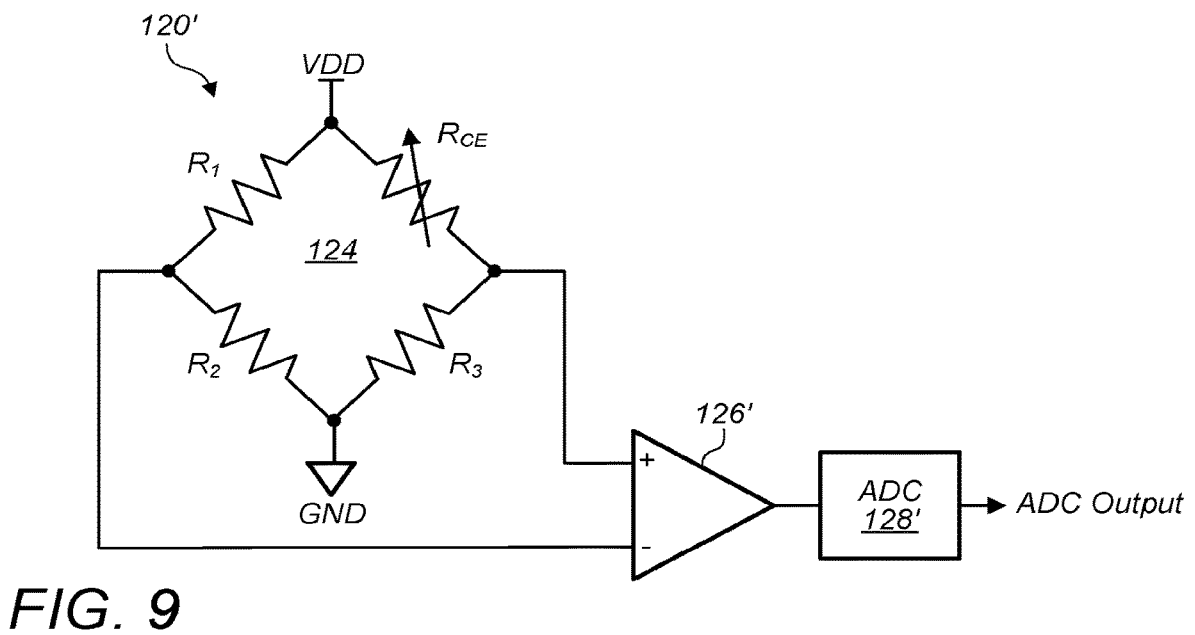 120'
VDD
R1
RCE
124
R2
R3
GND
126'
+
-
ADC
128'
ADC Output
FIG. 9